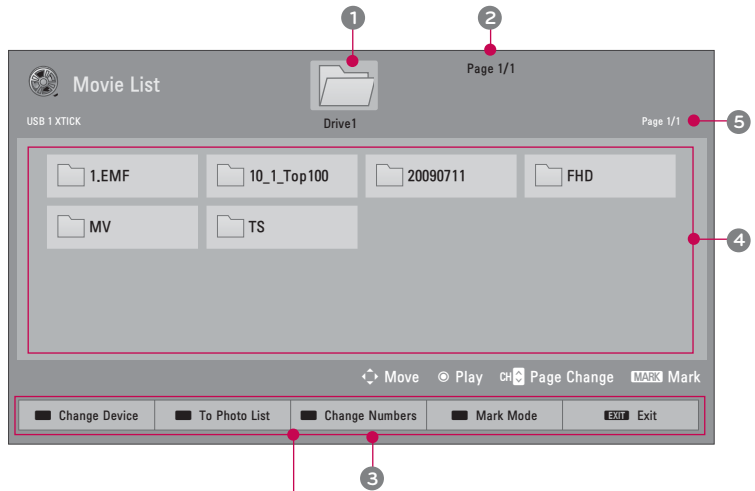 1
2
Page 1/1
Movie List
USB 1 XTICK
Drive1
Page 1/1
5
1.EMF
10_1_Top100
20090711
FHD
MV
TS
4
Move
Play
CH Page Change
MARK Mark
Change Device
To Photo List
Change Numbers
Mark Mode
EXIT Exit
3